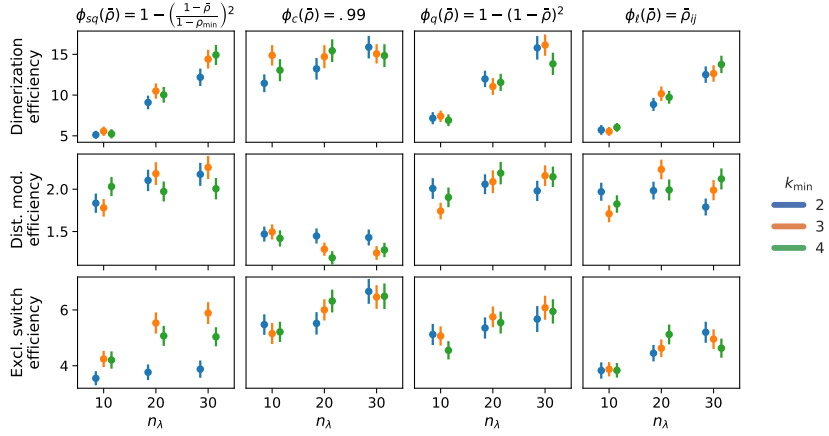 ϕ_sq(ρ̄) = 1 − ((1−ρ̄)/(1−ρ_min))² ϕ_c(ρ̄) = .99 ϕ_q(ρ̄) = 1 − (1 − ρ̄)² ϕ_ℓ(ρ̄) = ρ̄_ij
Dimerization
efficiency
15
10
5
Dist. mod.
efficiency
2.0
1.5
Excl. switch
efficiency
6
4
10 20 30 10 20 30 10 20 30 10 20 30
n_λ n_λ n_λ n_λ
k_min
2
3
4